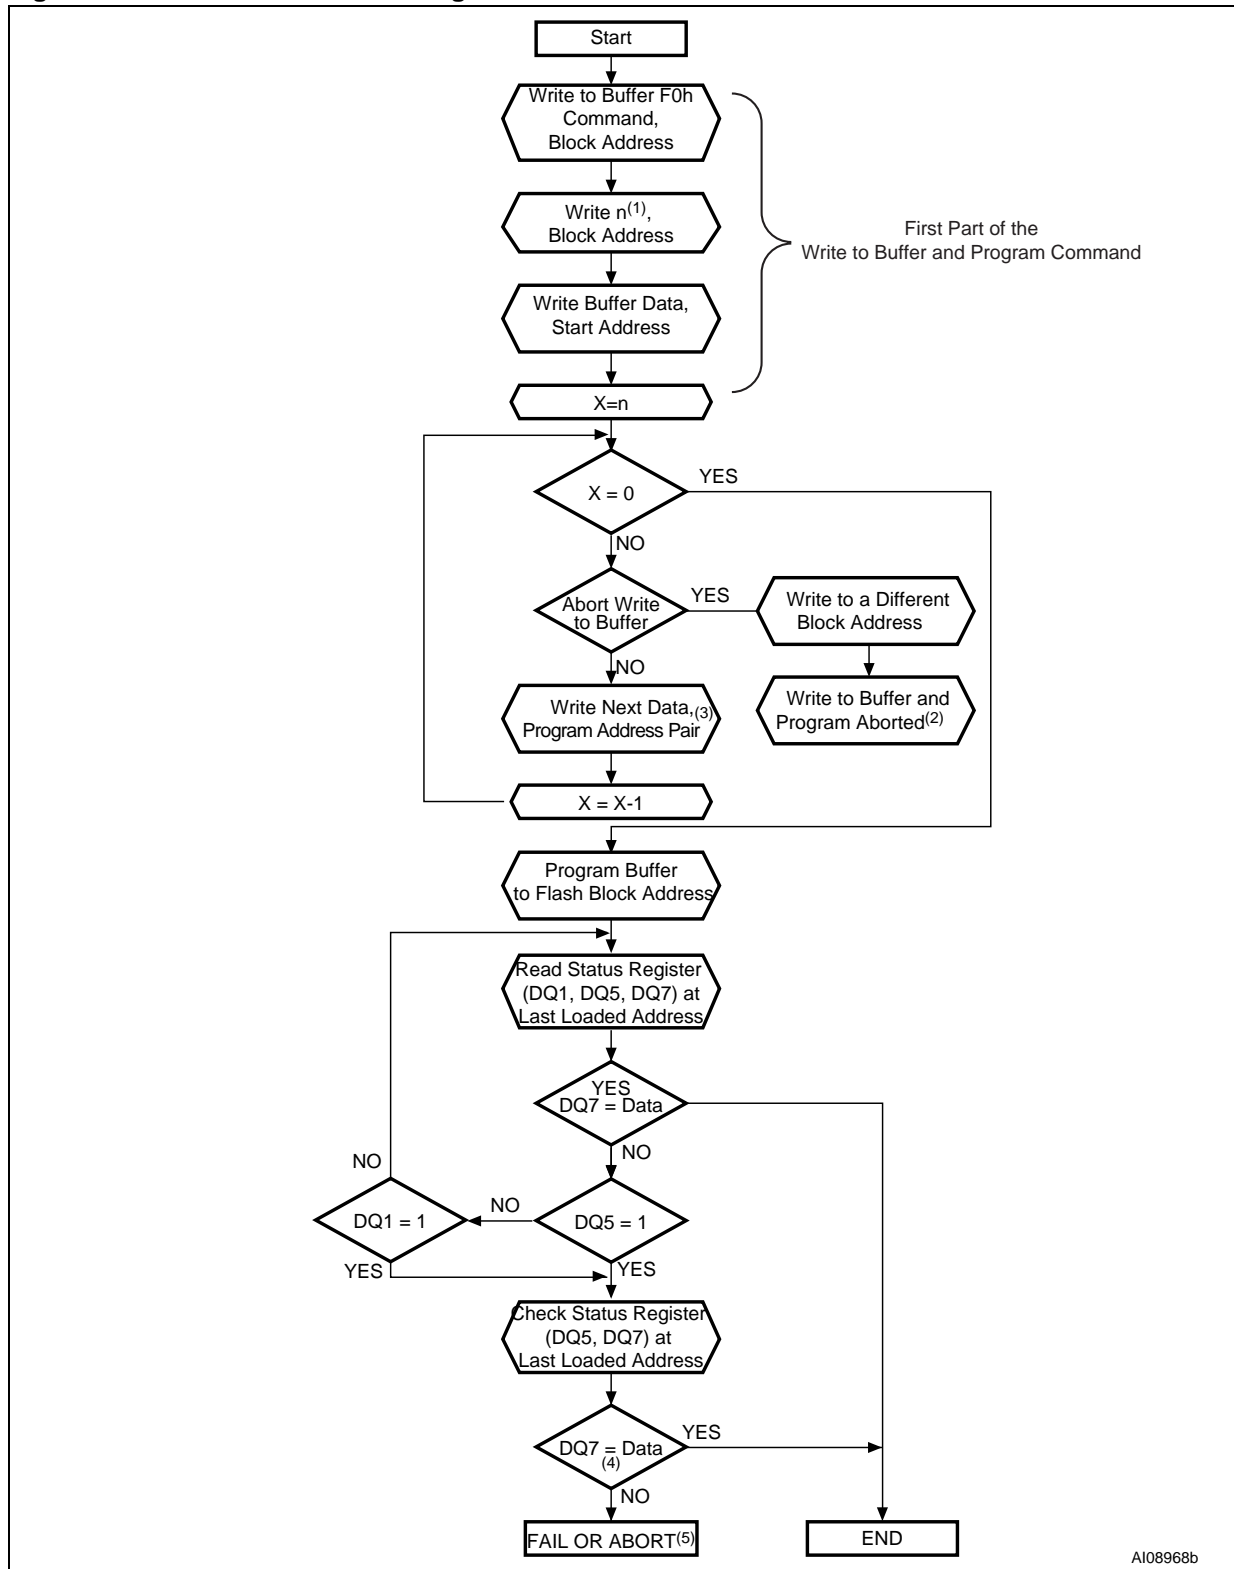 Start
Write to Buffer F0h
Command,
Block Address
Write n(1),
Block Address
First Part of the
Write to Buffer and Program Command
Write Buffer Data,
Start Address
X=n
X = 0
YES
NO
Abort Write
to Buffer
YES
Write to a Different
Block Address
NO
Write Next Data,(3)
Program Address Pair
Write to Buffer and
Program Aborted(2)
X = X-1
Program Buffer
to Flash Block Address
Read Status Register
(DQ1, DQ5, DQ7) at
Last Loaded Address
YES
DQ7 = Data
NO
NO
DQ1 = 1
NO
DQ5 = 1
YES
YES
Check Status Register
(DQ5, DQ7) at
Last Loaded Address
YES
DQ7 = Data
(4)
NO
FAIL OR ABORT(5)
END
AI08968b